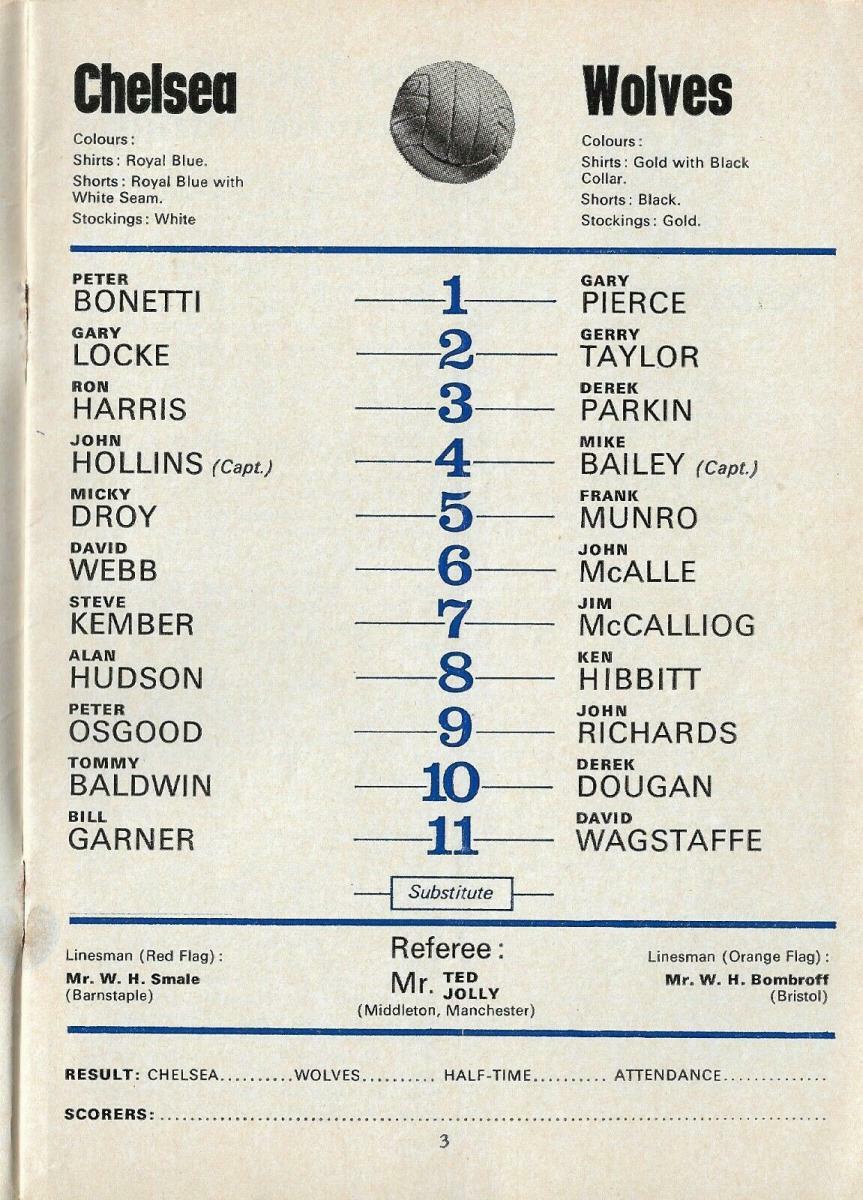 Chelsea
Colours:
Shirts: Royal Blue.
Shorts: Royal Blue with
White Seam.
Stockings: White
Wolves
Colours:
Shirts: Gold with Black
Collar.
Shorts: Black.
Stockings: Gold.
PETER
BONETTI
1
GARY
PIERCE
GARY
LOCKE
2
GERRY
TAYLOR
RON
HARRIS
3
DEREK
PARKIN
JOHN
HOLLINS (Capt.)
4
MIKE
BAILEY (Capt.)
MICKY
DROY
5
FRANK
MUNRO
DAVID
WEBB
6
JOHN
McALLE
STEVE
KEMBER
7
JIM
McCALLIOG
ALAN
HUDSON
8
KEN
HIBBITT
PETER
OSGOOD
9
JOHN
RICHARDS
TOMMY
BALDWIN
10
DEREK
DOUGAN
BILL
GARNER
11
DAVID
WAGSTAFFE
Substitute
Linesman (Red Flag):
Mr. W. H. Smale
(Barnstaple)
Referee:
Mr. TED JOLLY
(Middleton, Manchester)
Linesman (Orange Flag):
Mr. W. H. Bombroff
(Bristol)
RESULT: CHELSEA..........WOLVES.......... HALF-TIME.......... ATTENDANCE..............
SCORERS:..........
3